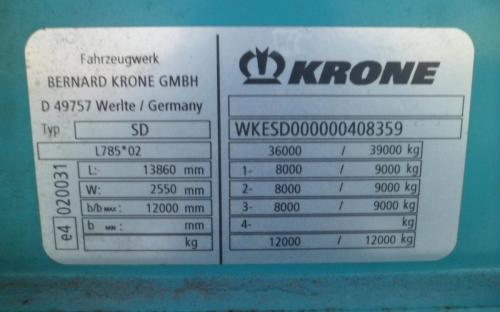 Fahrzeugwerk
BERNARD KRONE GMBH
D 49757 Werlte / Germany
Typ SD
L785*02
L: 13860 mm
W: 2550 mm
b/b MAX: 12000 mm
b MIN: mm
kg
e4 020031
KRONE
WKESD000000408359
36000 / 39000 kg
1- 8000 / 9000 kg
2- 8000 / 9000 kg
3- 8000 / 9000 kg
4- kg
12000 / 12000 kg